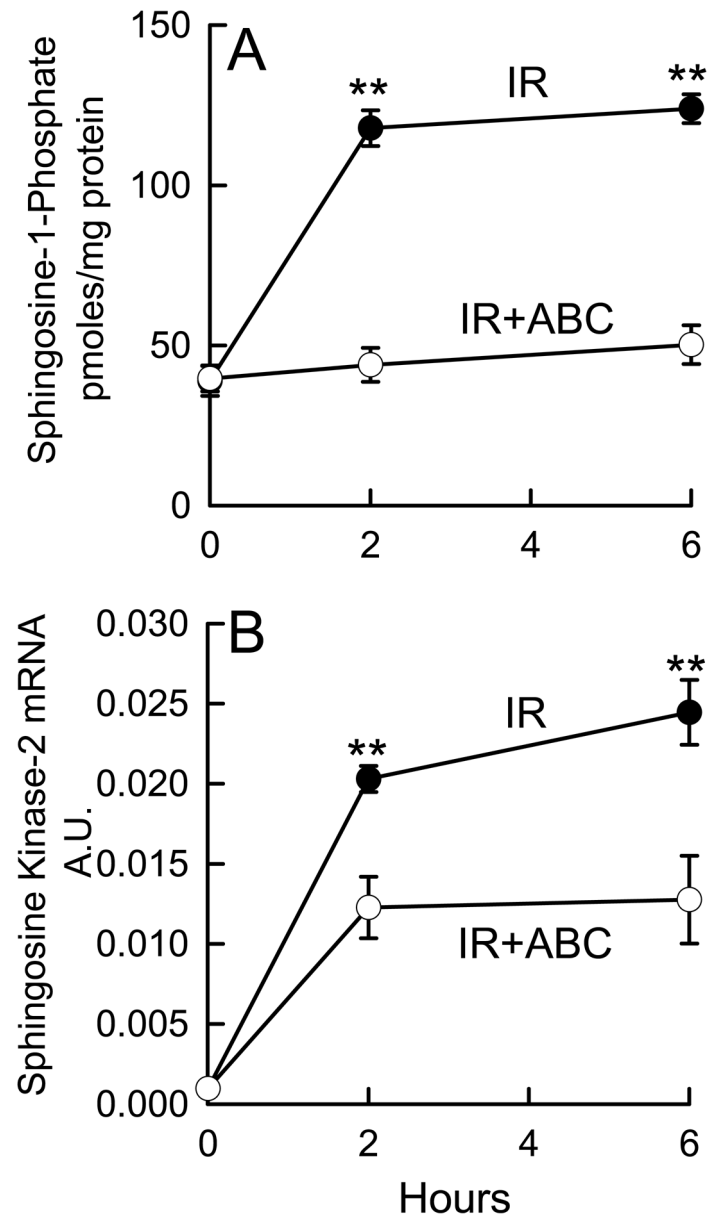 A
Sphingosine-1-Phosphate
pmoles/mg protein
150
100
50
0
**
IR
**
IR+ABC
0 2 4 6
B
Sphingosine Kinase-2 mRNA
A.U.
0.030
0.025
0.020
0.015
0.010
0.005
0.000
**
IR
**
IR+ABC
0 2 4 6
Hours